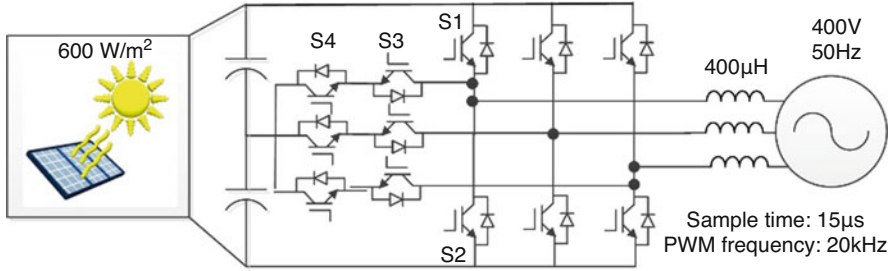 600 W/m²
S4
S3
S1
400V
50Hz
400µH
S2
Sample time: 15µs
PWM frequency: 20kHz